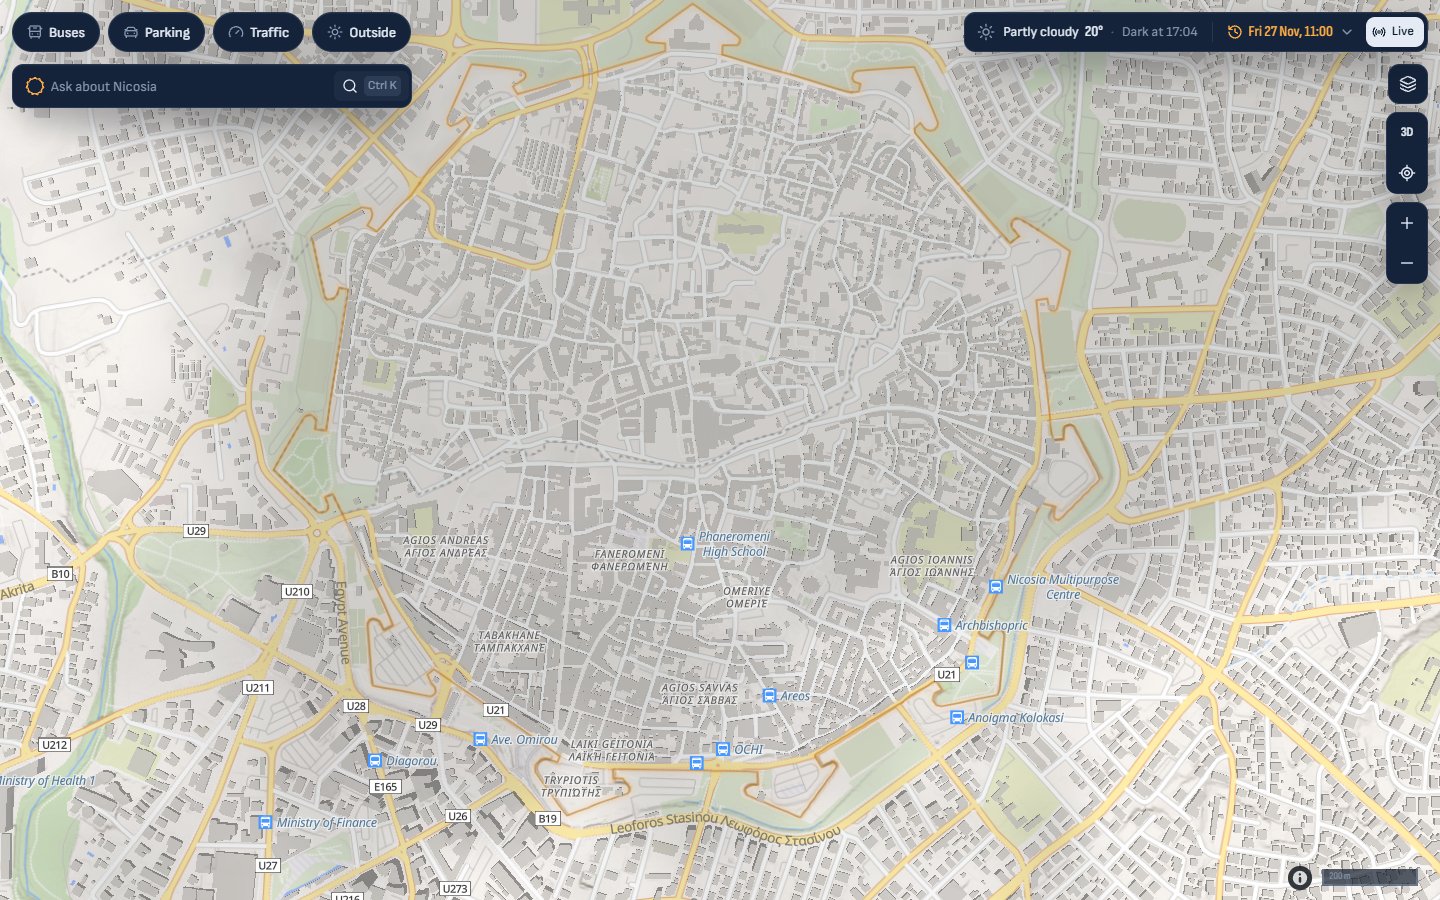 Buses
Parking
Traffic
Outside
Partly cloudy 20° · Dark at 17:04
Fri 27 Nov, 11:00
Live
Ask about Nicosia
Ctrl K
3D
U29
B10
Akrita
U210
Egypt Avenue
AGIOS ANDREAS
ΑΓΙΟΣ ΑΝΔΡΕΑΣ
FANEROMENI
ΦΑΝΕΡΩΜΕΝΗ
Phaneromeni
High School
AGIOS IOANNIS
ΑΓΙΟΣ ΙΩΑΝΝΗΣ
Nicosia Multipurpose
Centre
OMERIYE
ΟΜΕΡΙΕ
Archbishopric
TABAKHANE
ΤΑΜΠΑΚΧΑΝΕ
U21
U211
AGIOS SAVVAS
ΑΓΙΟΣ ΣΑΒΒΑΣ
Areos
U28
U21
Anoigma Kolokasi
U29
U212
Ave. Omirou
LAIKI GEITONIA
ΛΑΪΚΗ ΓΕΙΤΟΝΙΑ
OCHI
Diagorou
Ministry of Health 1
TRYPIOTIS
ΤΡΥΠΙΩΤΗΣ
E165
U26
B19
Ministry of Finance
Leoforos Stasinou Λεωφόρος Στασίνου
U27
U273
U216
200 m